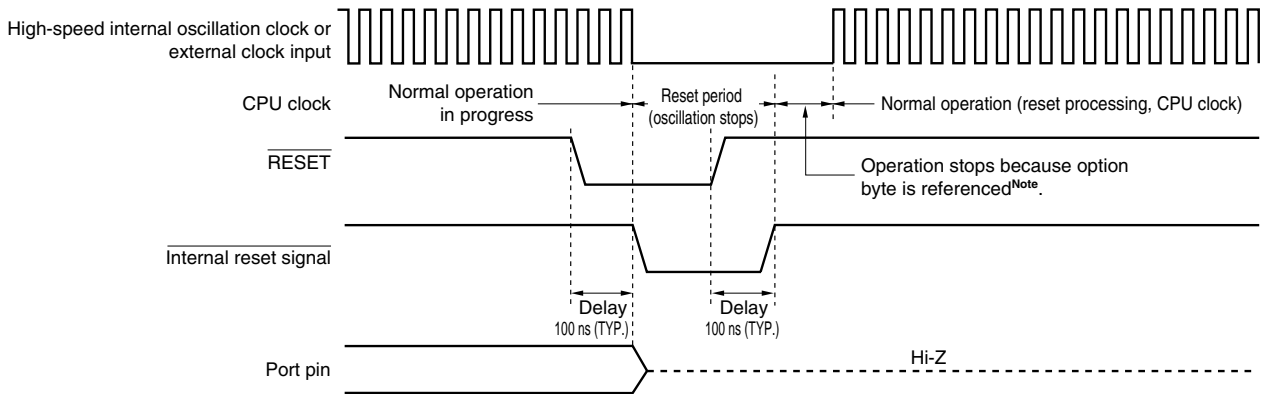 High-speed internal oscillation clock or
external clock input
CPU clock
Normal operation
in progress
Reset period
(oscillation stops)
Normal operation (reset processing, CPU clock)
RESET
Operation stops because option
byte is referencedNote.
Internal reset signal
Delay
100 ns (TYP.)
Delay
100 ns (TYP.)
Port pin
Hi-Z